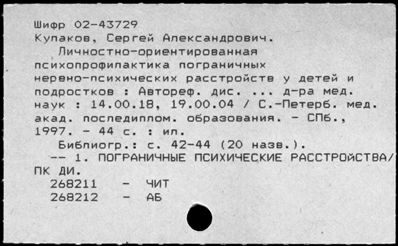 Шифр 02-43729
Кулаков, Сергей Александрович.
Личностно-ориентированная
психопрофилактика пограничных
нервно-психических расстройств у детей и
подростков : Автореф. дис. ... д-ра мед.
наук : 14.00.18, 19.00.04 / С.-Петерб. мед.
акад. последиплом. образования. - СПб.,
1997. - 44 с. : ил.
Библиогр.: с. 42-44 (20 назв.).
-- 1. ПОГРАНИЧНЫЕ ПСИХИЧЕСКИЕ РАССТРОЙСТВА/
ПК ДИ.
268211 - ЧИТ
268212 - АБ